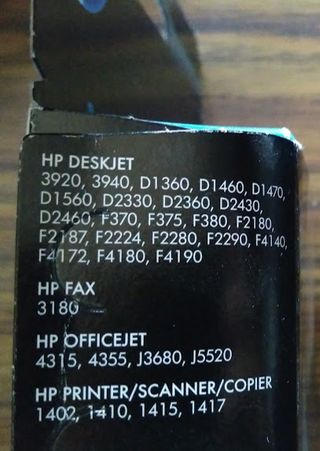 HP DESKJET
3920, 3940, D1360, D1460, D1470,
D1560, D2330, D2360, D2430,
D2460, F370, F375, F380, F2180,
F2187, F2224, F2280, F2290, F4140,
F4172, F4180, F4190
HP FAX
3180
HP OFFICEJET
4315, 4355, J3680, J5520
HP PRINTER/SCANNER/COPIER
1402, 1410, 1415, 1417